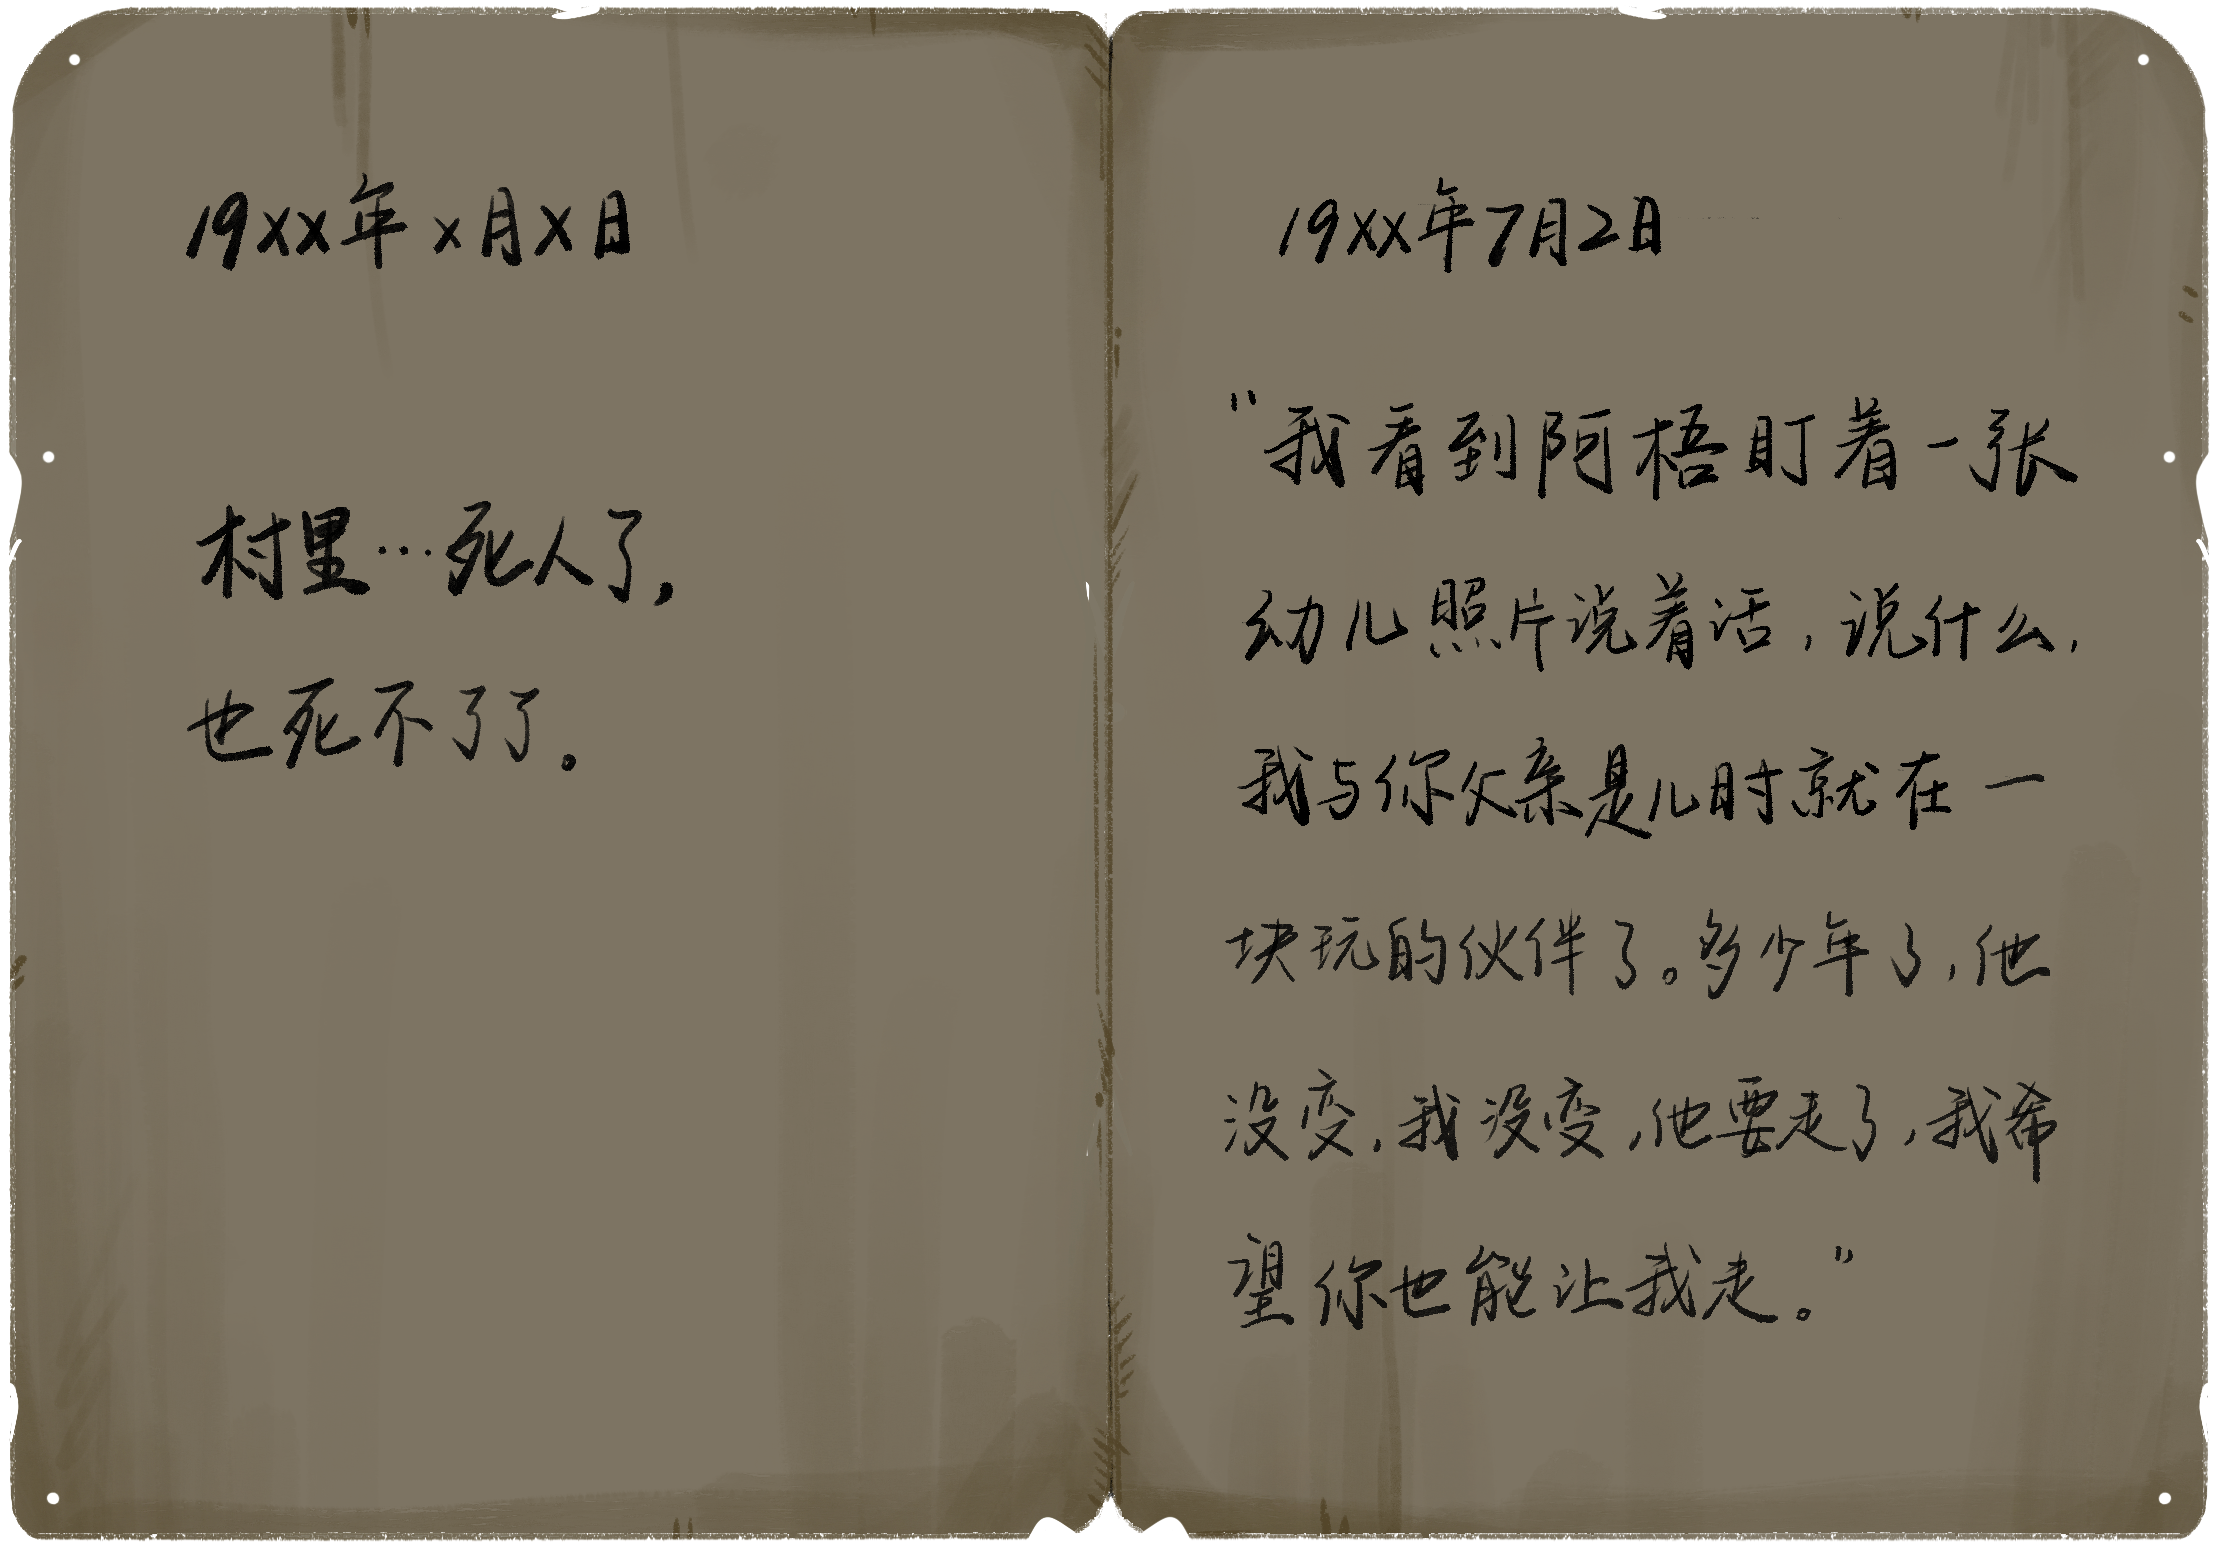 19XX年X月X日
村里…死人了，
也死不了了。
19XX年7月2日
“我看到阿梧盯着一张
幼儿照片说着话，说什么，
我与你父亲是儿时就在一
块玩的伙伴了。多少年了，他
没变，我没变，他要走了，我希
望你也能让我走。”